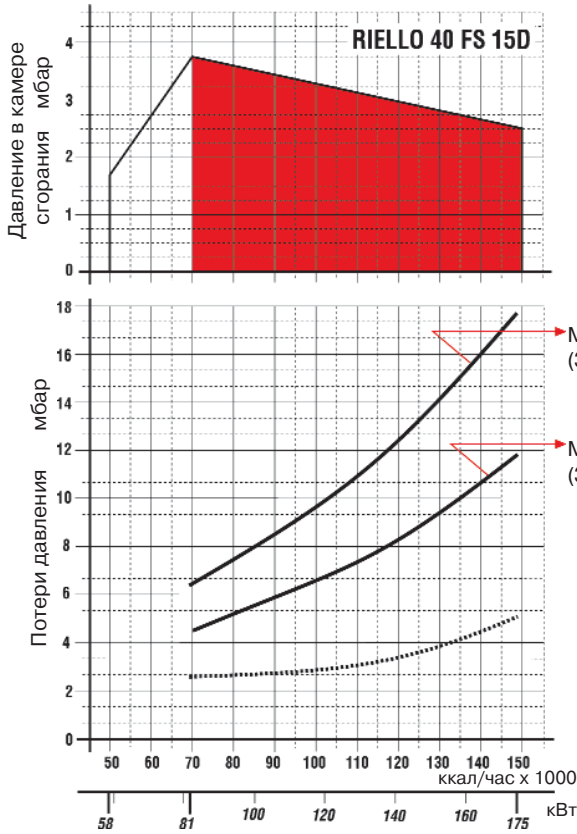 RIELLO 40 FS 15D
Давление в камере
сгорания мбар
4
3
2
1
0
Потери давления мбар
18
16
14
12
10
8
6
4
2
0
М
(3
М
(3
50 60 70 80 90 100 110 120 130 140 150
ккал/час x 1000
58 81 100 120 140 160 175 кВт